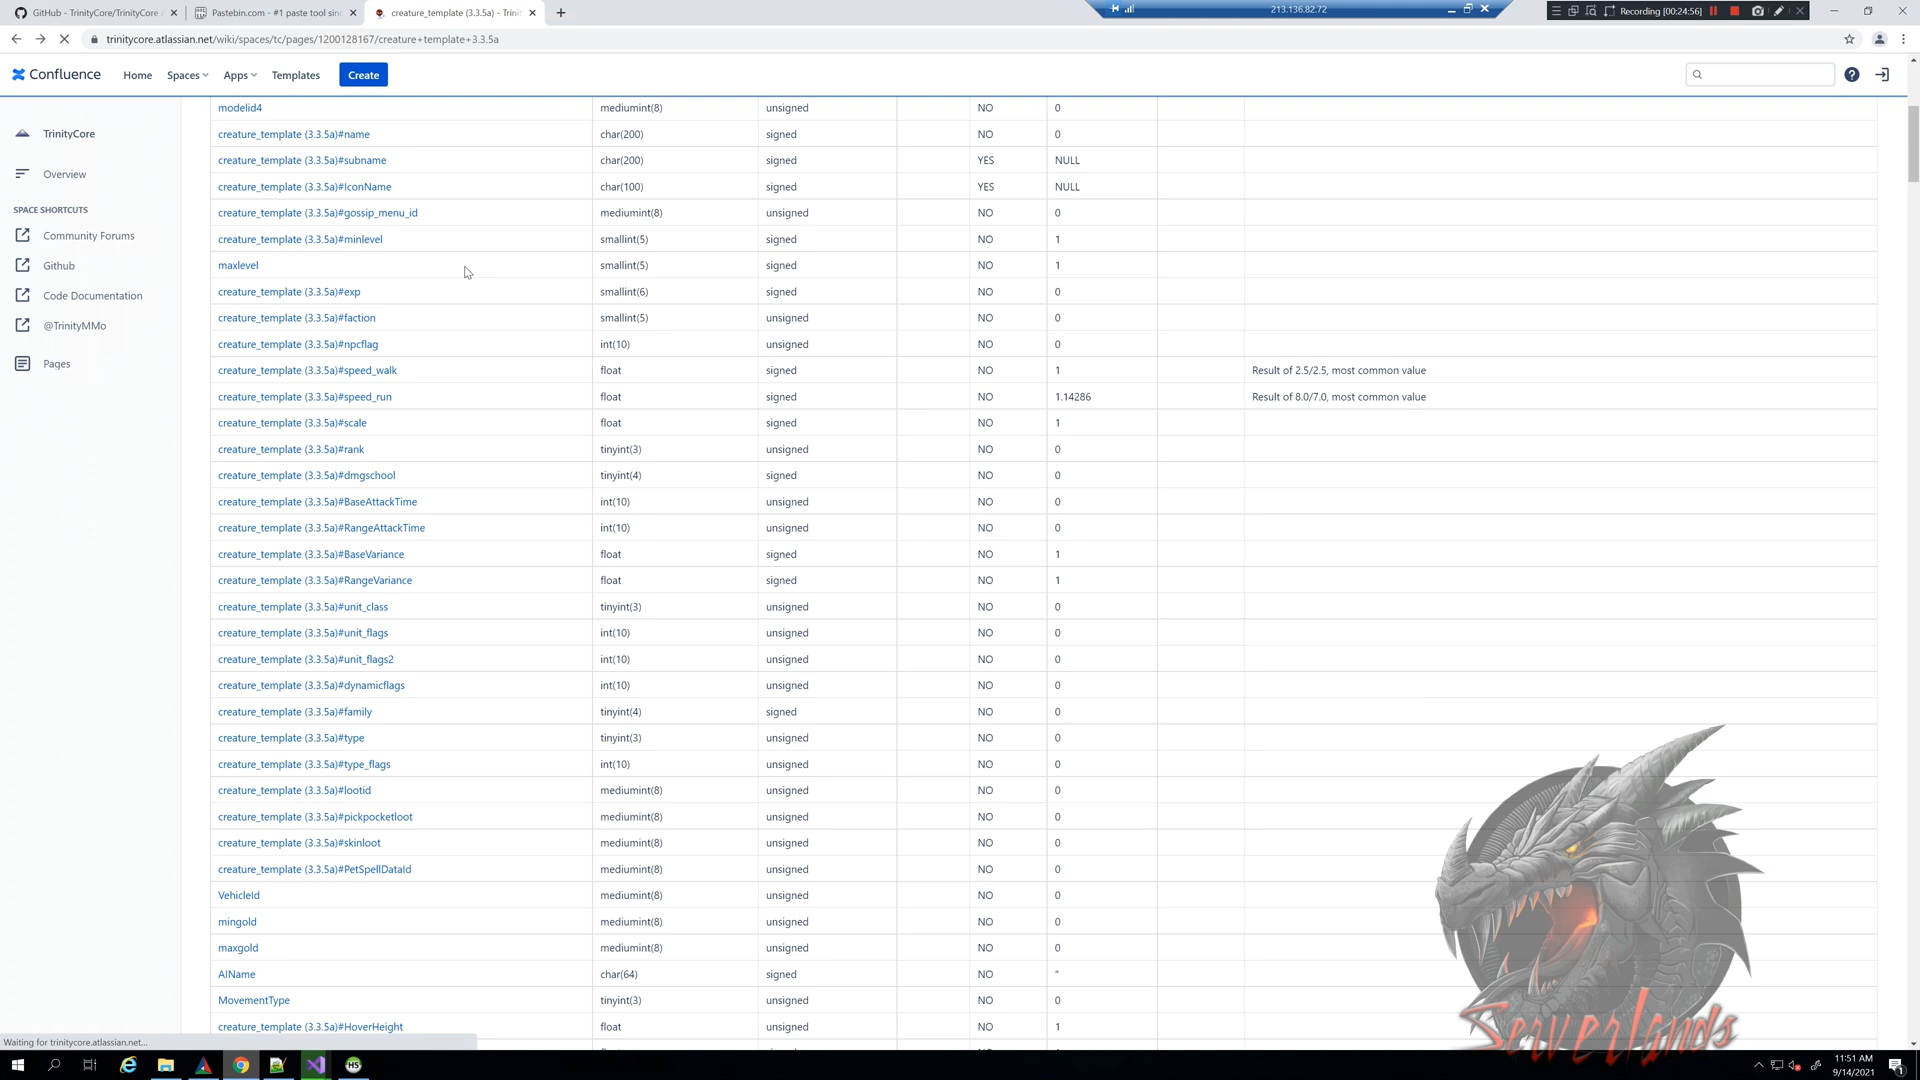 GitHub - TrinityCore/TrinityCore
Pastebin.com - #1 paste tool sinc
creature_template (3.3.5a) - Trinit
213.136.82.72
Recording [00:24:56]
trinitycore.atlassian.net/wiki/spaces/tc/pages/1200128167/creature+template+3.3.5a
Confluence
Home
Spaces
Apps
Templates
Create
TrinityCore
Overview
SPACE SHORTCUTS
Community Forums
Github
Code Documentation
@TrinityMMo
Pages
modelid4 mediumint(8) unsigned NO 0
creature_template (3.3.5a)#name char(200) signed NO 0
creature_template (3.3.5a)#subname char(200) signed YES NULL
creature_template (3.3.5a)#IconName char(100) signed YES NULL
creature_template (3.3.5a)#gossip_menu_id mediumint(8) unsigned NO 0
creature_template (3.3.5a)#minlevel smallint(5) signed NO 1
maxlevel smallint(5) signed NO 1
creature_template (3.3.5a)#exp smallint(6) signed NO 0
creature_template (3.3.5a)#faction smallint(5) unsigned NO 0
creature_template (3.3.5a)#npcflag int(10) unsigned NO 0
creature_template (3.3.5a)#speed_walk float signed NO 1 Result of 2.5/2.5, most common value
creature_template (3.3.5a)#speed_run float signed NO 1.14286 Result of 8.0/7.0, most common value
creature_template (3.3.5a)#scale float signed NO 1
creature_template (3.3.5a)#rank tinyint(3) unsigned NO 0
creature_template (3.3.5a)#dmgschool tinyint(4) signed NO 0
creature_template (3.3.5a)#BaseAttackTime int(10) unsigned NO 0
creature_template (3.3.5a)#RangeAttackTime int(10) unsigned NO 0
creature_template (3.3.5a)#BaseVariance float signed NO 1
creature_template (3.3.5a)#RangeVariance float signed NO 1
creature_template (3.3.5a)#unit_class tinyint(3) unsigned NO 0
creature_template (3.3.5a)#unit_flags int(10) unsigned NO 0
creature_template (3.3.5a)#unit_flags2 int(10) unsigned NO 0
creature_template (3.3.5a)#dynamicflags int(10) unsigned NO 0
creature_template (3.3.5a)#family tinyint(4) signed NO 0
creature_template (3.3.5a)#type tinyint(3) unsigned NO 0
creature_template (3.3.5a)#type_flags int(10) unsigned NO 0
creature_template (3.3.5a)#lootid mediumint(8) unsigned NO 0
creature_template (3.3.5a)#pickpocketloot mediumint(8) unsigned NO 0
creature_template (3.3.5a)#skinloot mediumint(8) unsigned NO 0
creature_template (3.3.5a)#PetSpellDataId mediumint(8) unsigned NO 0
VehicleId mediumint(8) unsigned NO 0
mingold mediumint(8) unsigned NO 0
maxgold mediumint(8) unsigned NO 0
AIName char(64) signed NO "
MovementType tinyint(3) unsigned NO 0
creature_template (3.3.5a)#HoverHeight float unsigned NO 1
Serverlands
Waiting for trinitycore.atlassian.net...
HS
11:51 AM
9/14/2021
1